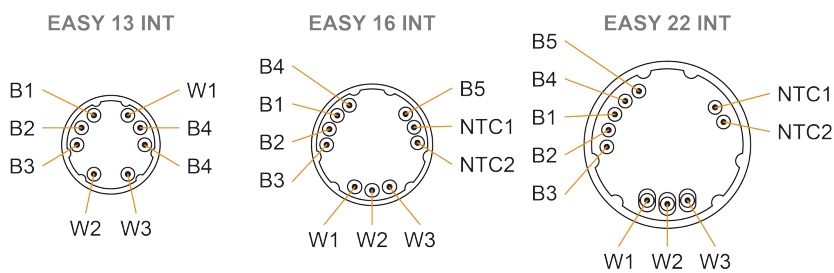 EASY 13 INT
EASY 16 INT
EASY 22 INT
B1
W1
B2
B4
B3
B4
W2
W3
B4
B5
B1
NTC1
B2
NTC2
B3
W1
W2
W3
B5
B4
NTC1
B1
NTC2
B2
B3
W1
W2
W3